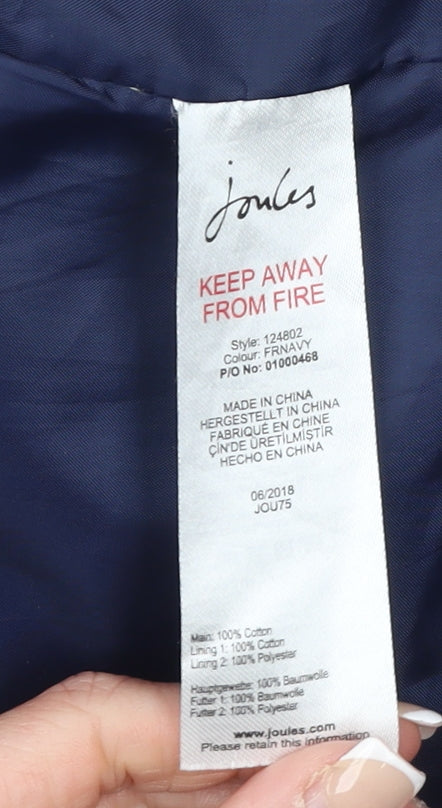 Joules
KEEP AWAY
FROM FIRE
Style: 124802
Colour: FRNAVY
P/O No: 01000468
MADE IN CHINA
HERGESTELLT IN CHINA
FABRIQUÉ EN CHINE
ÇİN'DE ÜRETİLMİŞTİR
HECHO EN CHINA
06/2018
JOU75
Main: 100% Cotton
Lining 1: 100% Cotton
Lining 2: 100% Polyester
Hauptgewebe: 100% Baumwolle
Futter 1: 100% Baumwolle
Futter 2: 100% Polyester
www.joules.com
Please retain this information